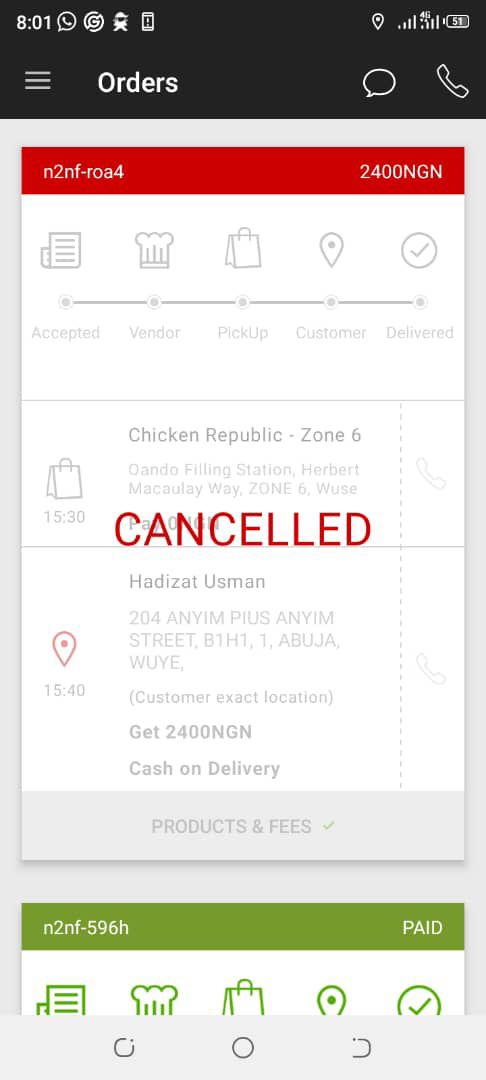 8:01
4G
51
Orders
n2nf-roa4
2400NGN
Accepted
Vendor
PickUp
Customer
Delivered
Chicken Republic - Zone 6
Oando Filling Station, Herbert
Macaulay Way, ZONE 6, Wuse
15:30
Pay 0NGN
CANCELLED
Hadizat Usman
204 ANYIM PIUS ANYIM
STREET, B1H1, 1, ABUJA,
WUYE,
15:40
(Customer exact location)
Get 2400NGN
Cash on Delivery
PRODUCTS & FEES
n2nf-596h
PAID